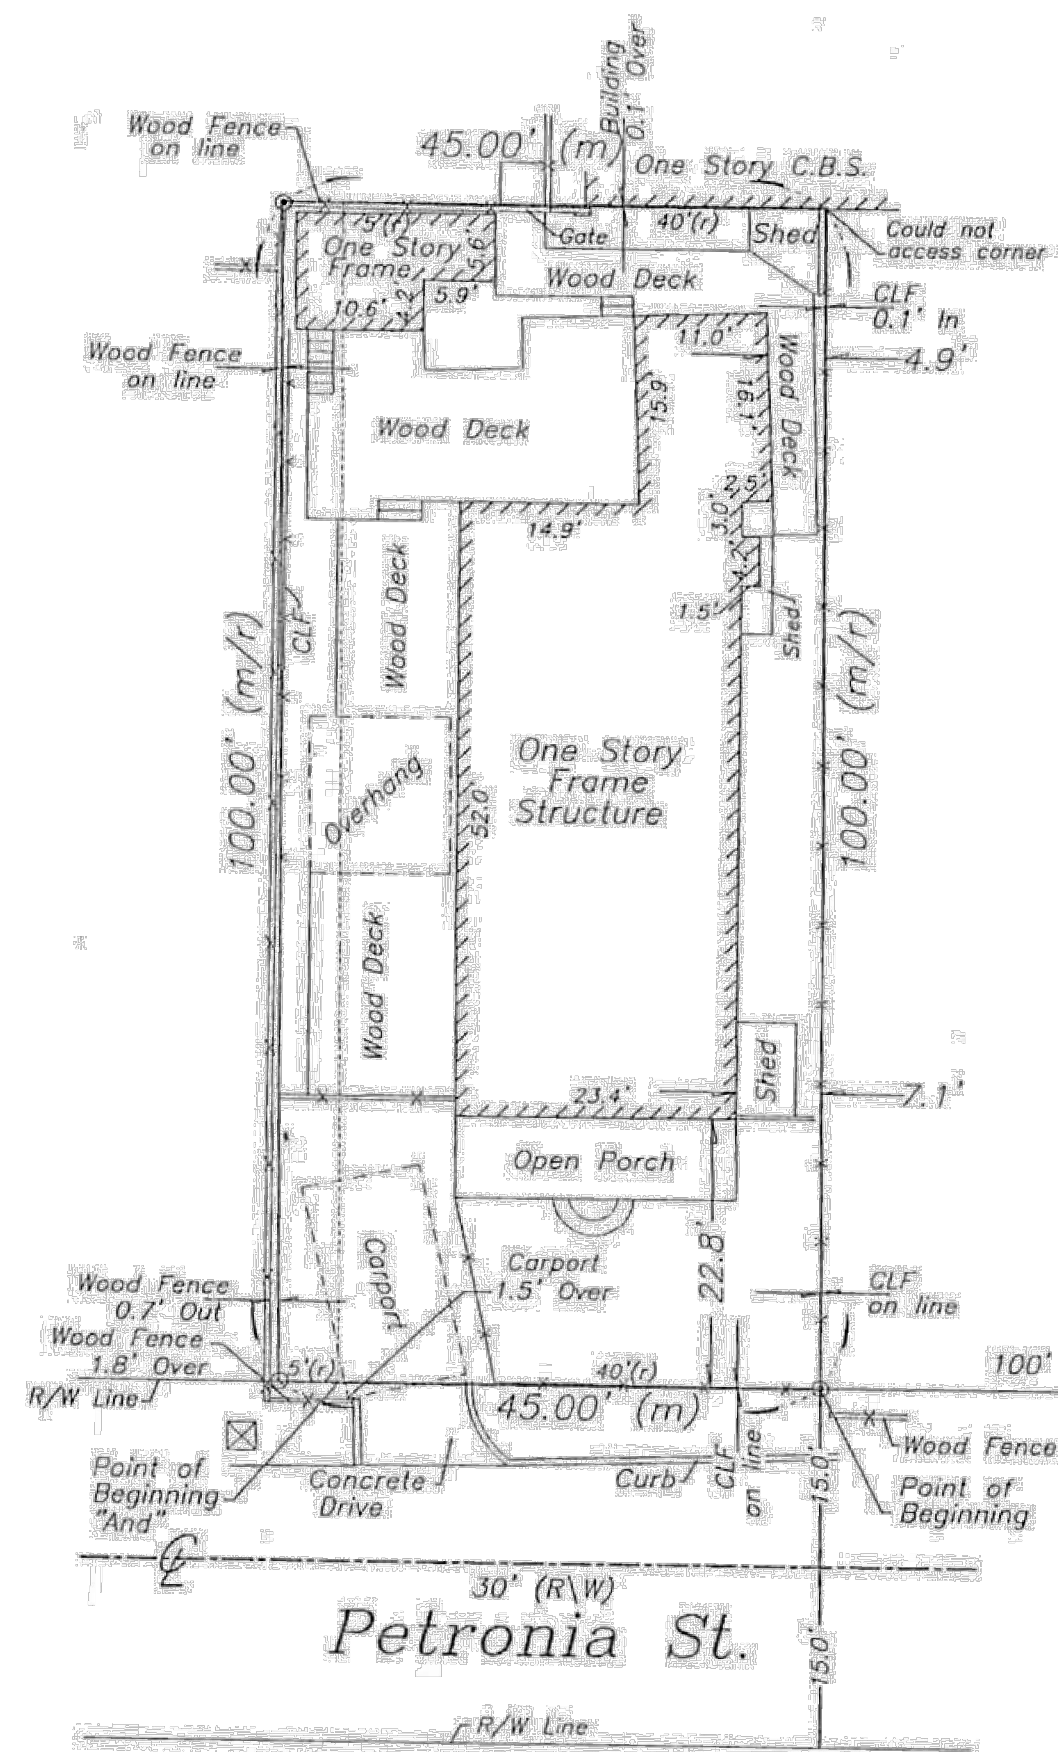 Building
0.1' Over
Wood Fence
on line
45.00' (m)
One Story C.B.S.
5'(r)
40'(r)
Gate
Shed
Could not
access corner
One Story
Frame
5.6'
Wood Deck
10.6'
4.2'
5.9'
CLF
0.1' In
11.0'
Wood Fence
on line
4.9'
Wood Deck
15.9'
16.1'
Wood Deck
2.5'
3.0'
14.9'
4.2'
Wood Deck
CLF
1.5'
Shed
100.00' (m/r)
100.00' (m/r)
One Story
Frame
Structure
Overhang
52.0'
Wood Deck
Shed
23.4'
7.1'
Open Porch
Carport
22.8'
Carport
1.5' Over
Wood Fence
0.7' Out
CLF
on line
Wood Fence
1.8' Over
5'(r)
40'(r)
100'
R/W Line
45.00' (m)
CLF
on line
15.0'
Wood Fence
Point of
Beginning
"And"
Concrete
Drive
Curb
Point of
Beginning
30' (R\W)
Petronia St.
15.0'
R/W Line